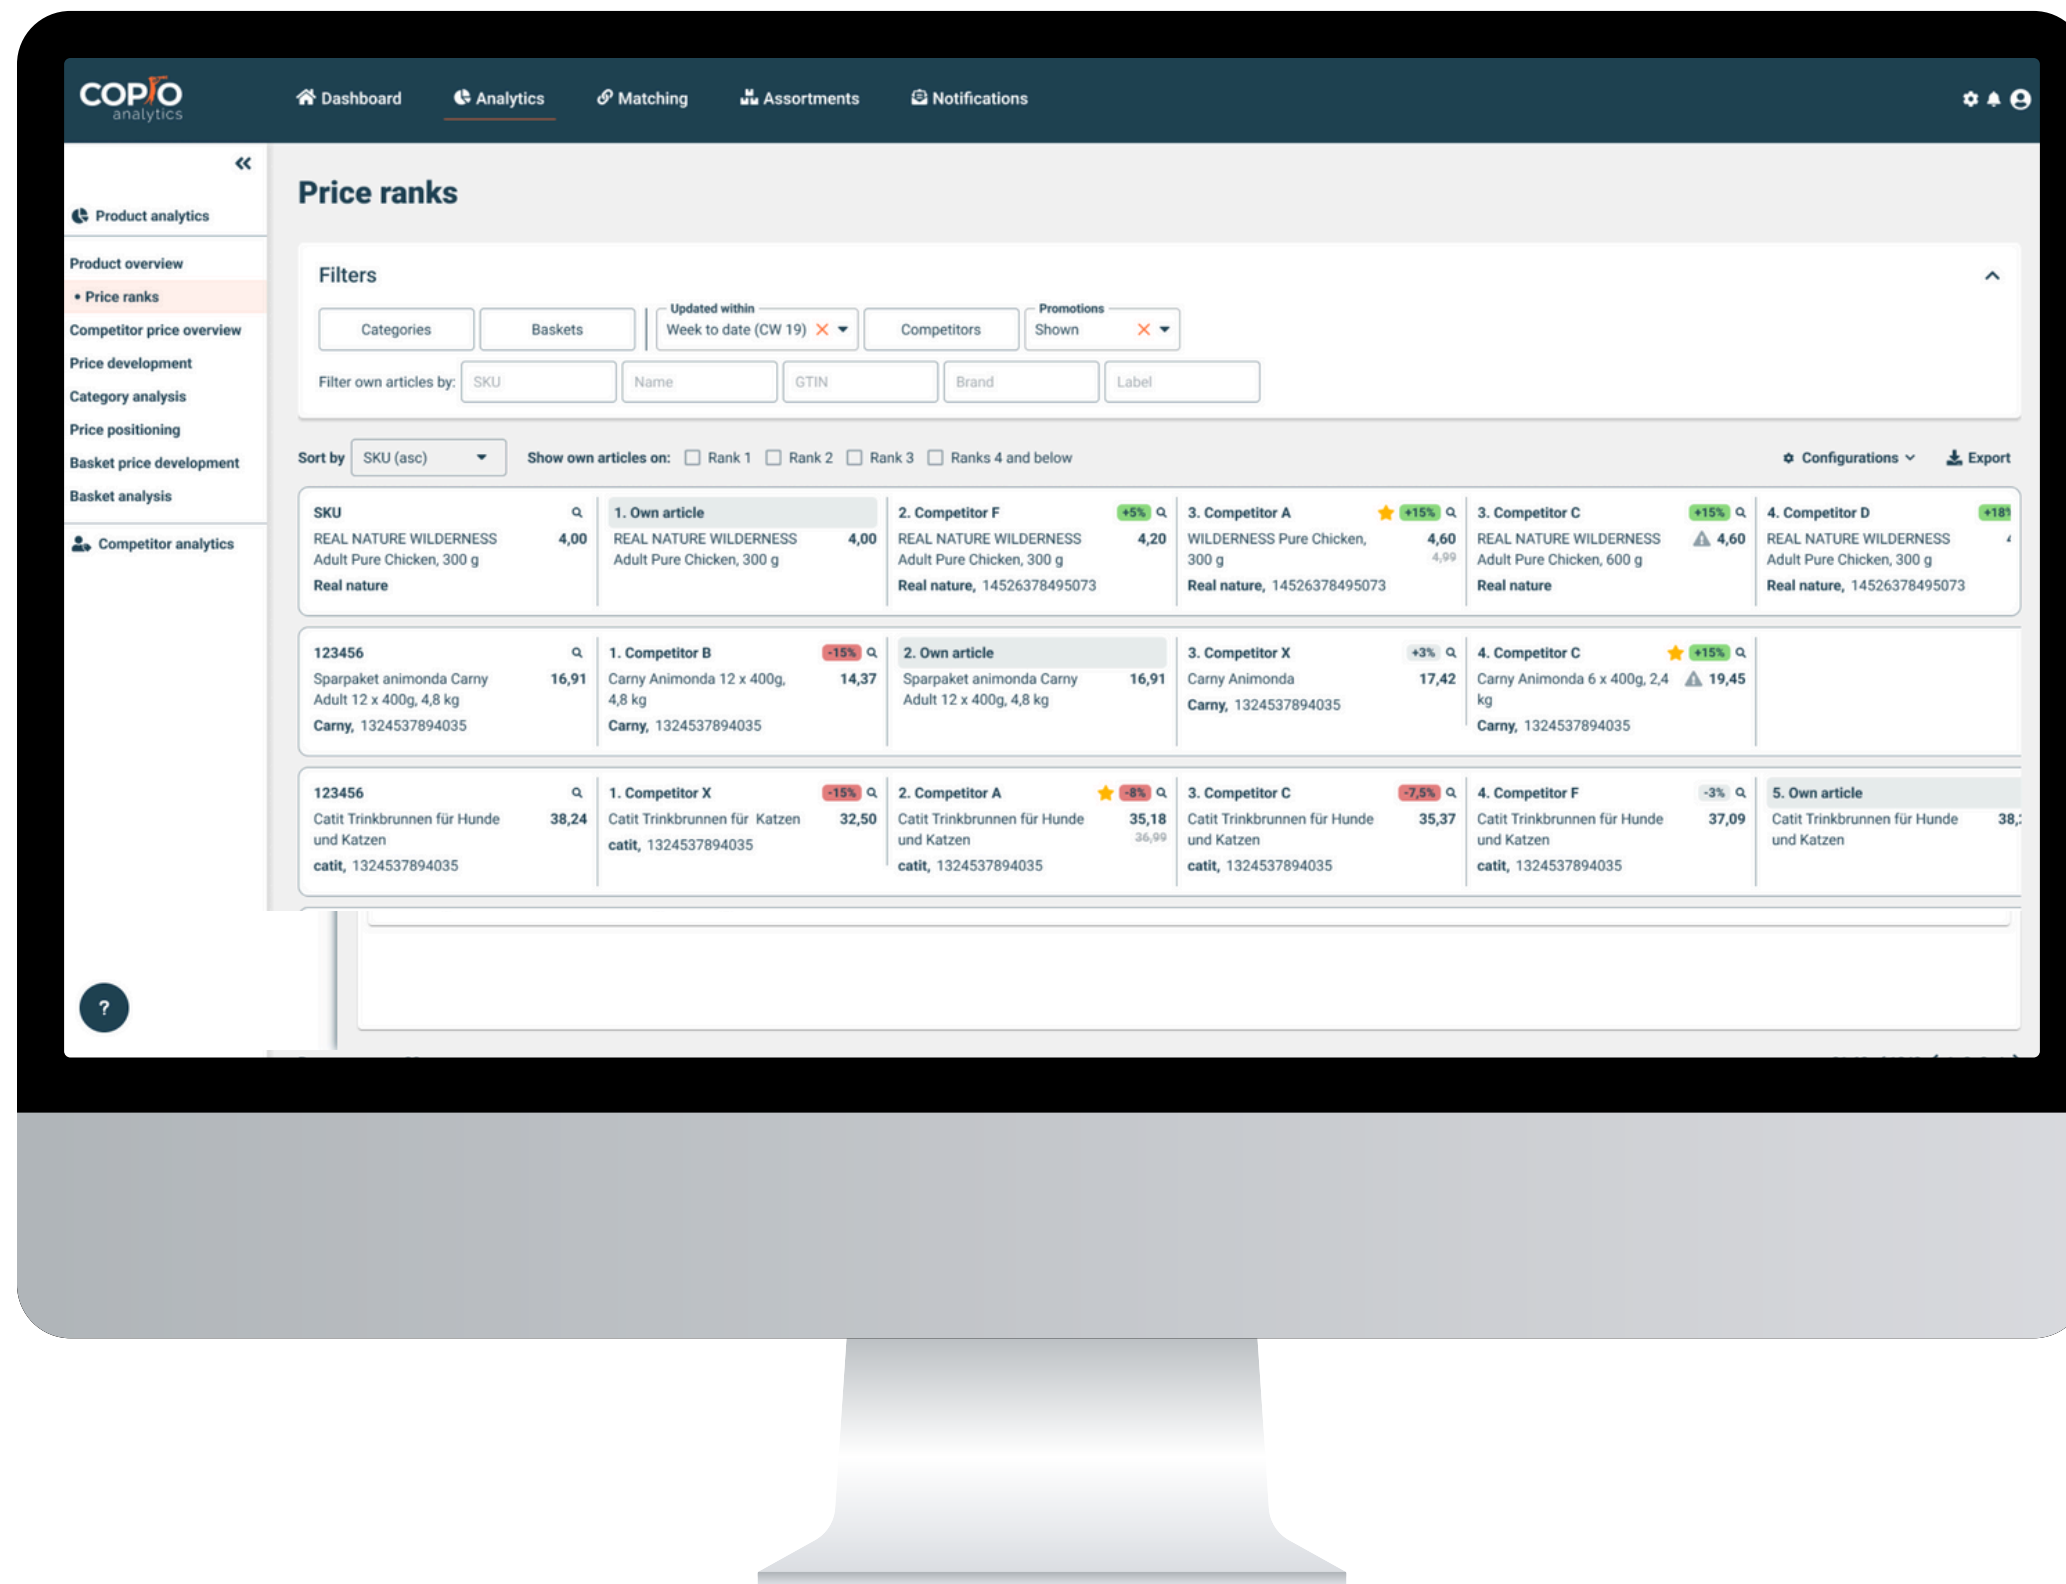 COPIO
analytics
Dashboard
Analytics
Matching
Assortments
Notifications
Product analytics
Product overview
• Price ranks
Competitor price overview
Price development
Category analysis
Price positioning
Basket price development
Basket analysis
Competitor analytics
?
Price ranks
Filters
Categories
Baskets
Updated within
Week to date (CW 19)
Competitors
Promotions
Shown
Filter own articles by:
SKU
Name
GTIN
Brand
Label
Sort by
SKU (asc)
Show own articles on:
Rank 1
Rank 2
Rank 3
Ranks 4 and below
Configurations
Export
SKU
REAL NATURE WILDERNESS 4,00
Adult Pure Chicken, 300 g
Real nature
1. Own article
REAL NATURE WILDERNESS 4,00
Adult Pure Chicken, 300 g
2. Competitor F +5%
REAL NATURE WILDERNESS 4,20
Adult Pure Chicken, 300 g
Real nature, 14526378495073
3. Competitor A +15%
WILDERNESS Pure Chicken, 4,60
300 g 4,99
Real nature, 14526378495073
3. Competitor C +15%
REAL NATURE WILDERNESS 4,60
Adult Pure Chicken, 600 g
Real nature
4. Competitor D +18%
REAL NATURE WILDERNESS
Adult Pure Chicken, 300 g
Real nature, 14526378495073
123456
Sparpaket animonda Carny 16,91
Adult 12 x 400g, 4,8 kg
Carny, 1324537894035
1. Competitor B -15%
Carny Animonda 12 x 400g, 14,37
4,8 kg
Carny, 1324537894035
2. Own article
Sparpaket animonda Carny 16,91
Adult 12 x 400g, 4,8 kg
3. Competitor X +3%
Carny Animonda 17,42
Carny, 1324537894035
4. Competitor C +15%
Carny Animonda 6 x 400g, 2,4 19,45
kg
Carny, 1324537894035
123456
Catit Trinkbrunnen für Hunde 38,24
und Katzen
catit, 1324537894035
1. Competitor X -15%
Catit Trinkbrunnen für Katzen 32,50
catit, 1324537894035
2. Competitor A -8%
Catit Trinkbrunnen für Hunde 35,18
und Katzen 36,99
catit, 1324537894035
3. Competitor C -7,5%
Catit Trinkbrunnen für Hunde 35,37
und Katzen
catit, 1324537894035
4. Competitor F -3%
Catit Trinkbrunnen für Hunde 37,09
und Katzen
catit, 1324537894035
5. Own article
Catit Trinkbrunnen für Hunde 38,
und Katzen